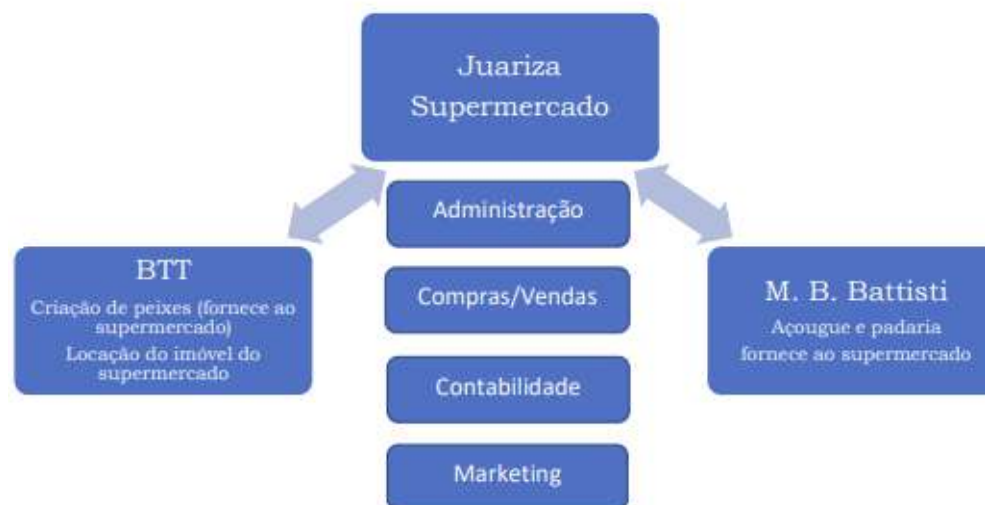 Juariza
Supermercado
Administração
Compras/Vendas
Contabilidade
Marketing
BTT
Criação de peixes (fornece ao
supermercado)
Locação do imóvel do
supermercado
M. B. Battisti
Açougue e padaria
fornece ao supermercado